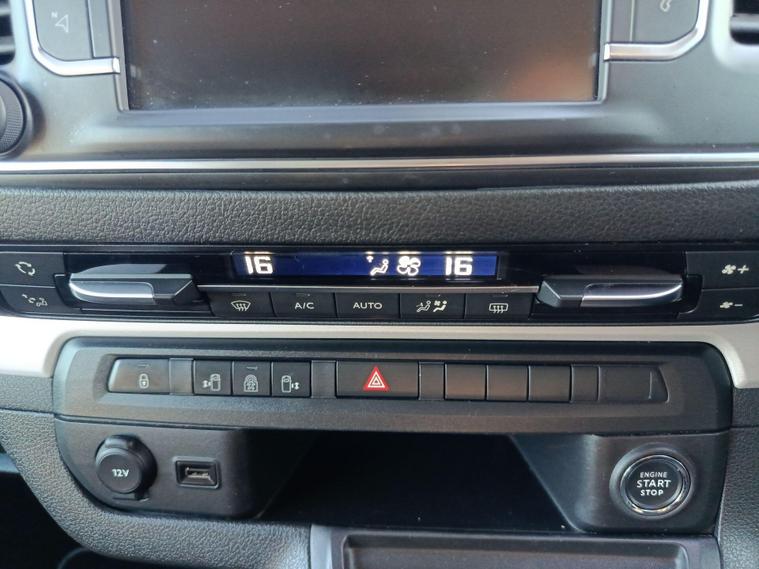 N
16 16
A/C AUTO
12V
ENGINE
START
STOP